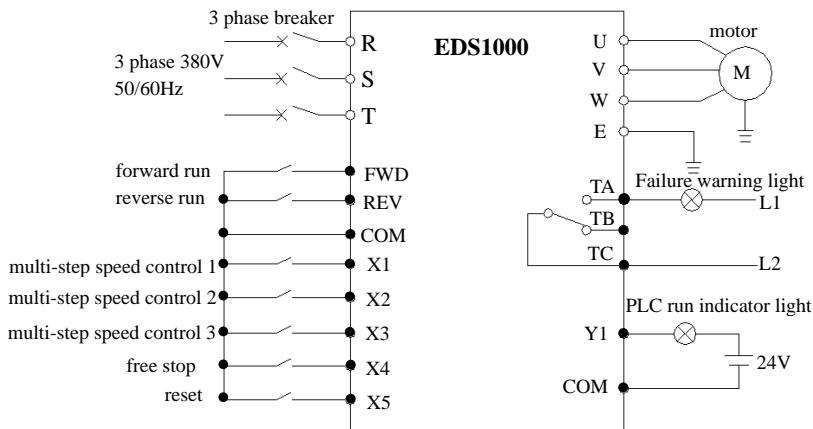 3 phase breaker
R
EDS1000
U
motor
3 phase 380V
50/60Hz
S
V
M
T
W
E
forward run
FWD
reverse run
REV
TA
Failure warning light
L1
TB
COM
TC
L2
multi-step speed control 1
X1
multi-step speed control 2
X2
PLC run indicator light
multi-step speed control 3
X3
Y1
24V
free stop
X4
COM
reset
X5